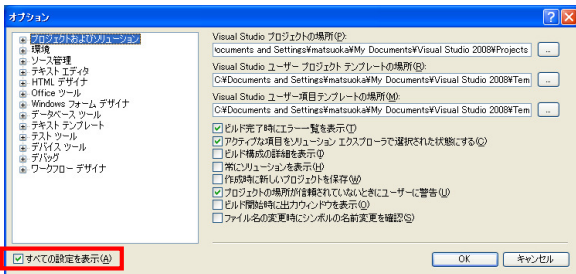 オプション
プロジェクトおよびソリューション
環境
ソース管理
テキスト エディタ
HTML デザイナ
Office ツール
Windows フォーム デザイナ
データベース ツール
テキスト テンプレート
テスト ツール
デバイス ツール
デバッグ
ワークフロー デザイナ
すべての設定を表示(A)
Visual Studio プロジェクトの場所(P):
ocuments and Settings¥matsuoka¥My Documents¥Visual Studio 2008¥Projects
...
Visual Studio ユーザー プロジェクト テンプレートの場所(R):
C:¥Documents and Settings¥matsuoka¥My Documents¥Visual Studio 2008¥Tem
...
Visual Studio ユーザー項目テンプレートの場所(M):
C:¥Documents and Settings¥matsuoka¥My Documents¥Visual Studio 2008¥Tem
...
ビルド完了時にエラー一覧を表示(T)
アクティブな項目をソリューション エクスプローラで選択された状態にする(C)
ビルド構成の詳細を表示(I)
常にソリューションを表示(H)
作成時に新しいプロジェクトを保存(W)
プロジェクトの場所が信頼されていないときにユーザーに警告(U)
ビルド開始時に出力ウィンドウを表示(O)
ファイル名の変更時にシンボルの名前変更を確認(S)
OK
キャンセル